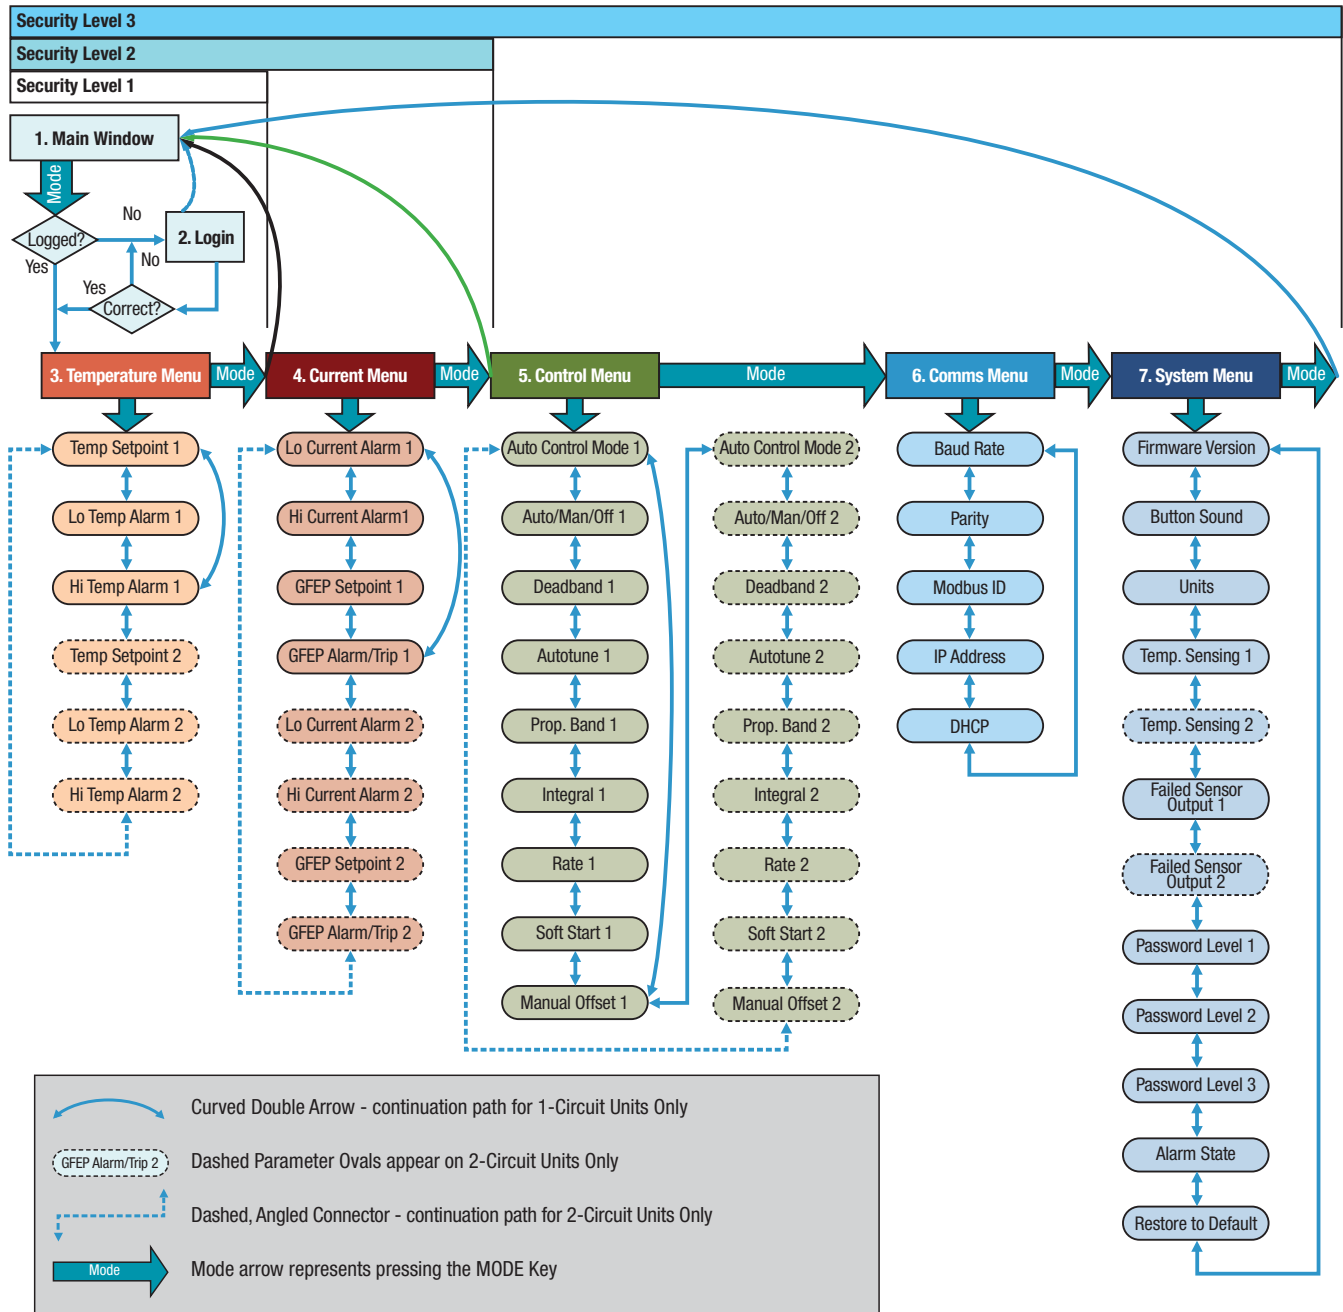 Security Level 3
Security Level 2
Security Level 1
1. Main Window
Mode
Logged?
No
2. Login
Yes
No
Yes
Correct?
3. Temperature Menu
Mode
4. Current Menu
Mode
5. Control Menu
Mode
6. Comms Menu
Mode
7. System Menu
Mode
Temp Setpoint 1
Lo Temp Alarm 1
Hi Temp Alarm 1
Temp Setpoint 2
Lo Temp Alarm 2
Hi Temp Alarm 2
Lo Current Alarm 1
Hi Current Alarm1
GFEP Setpoint 1
GFEP Alarm/Trip 1
Lo Current Alarm 2
Hi Current Alarm 2
GFEP Setpoint 2
GFEP Alarm/Trip 2
Auto Control Mode 1
Auto/Man/Off 1
Deadband 1
Autotune 1
Prop. Band 1
Integral 1
Rate 1
Soft Start 1
Manual Offset 1
Auto Control Mode 2
Auto/Man/Off 2
Deadband 2
Autotune 2
Prop. Band 2
Integral 2
Rate 2
Soft Start 2
Manual Offset 2
Baud Rate
Parity
Modbus ID
IP Address
DHCP
Firmware Version
Button Sound
Units
Temp. Sensing 1
Temp. Sensing 2
Failed Sensor
Output 1
Failed Sensor
Output 2
Password Level 1
Password Level 2
Password Level 3
Alarm State
Restore to Default
Curved Double Arrow - continuation path for 1-Circuit Units Only
GFEP Alarm/Trip 2
Dashed Parameter Ovals appear on 2-Circuit Units Only
Dashed, Angled Connector - continuation path for 2-Circuit Units Only
Mode
Mode arrow represents pressing the MODE Key